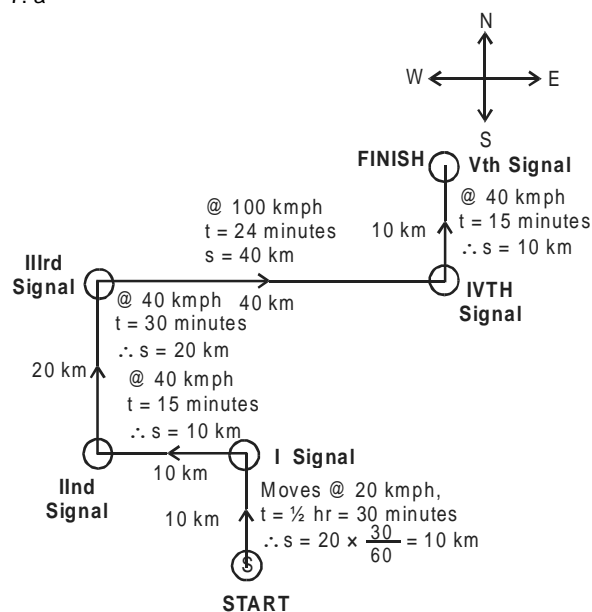 N
W E
S
FINISH Vth Signal
@ 100 kmph
t = 24 minutes
s = 40 km
10 km
@ 40 kmph
t = 15 minutes
∴ s = 10 km
IIIrd
Signal
40 km
IVTH
Signal
@ 40 kmph
t = 30 minutes
∴ s = 20 km
20 km
@ 40 kmph
t = 15 minutes
∴ s = 10 km
IInd
Signal
10 km
I Signal
10 km
Moves @ 20 kmph,
t = ½ hr = 30 minutes
∴ s = 20 × 30/60 = 10 km
S
START